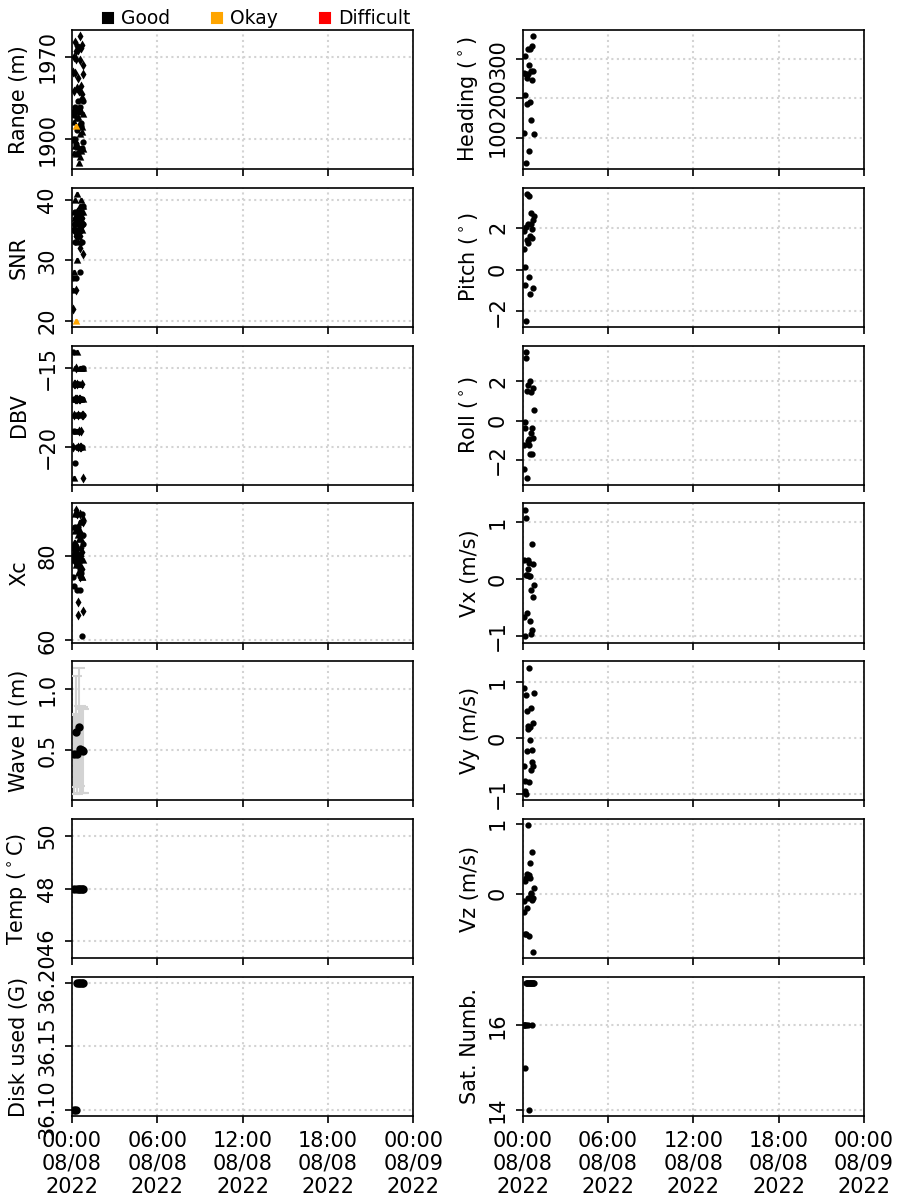 Good Okay Difficult
Range (m) 1900 1970
Heading (°) 100 200 300
SNR 20 30 40
Pitch (°) −2 0 2
DBV −20 −15
Roll (°) −2 0 2
Xc 60 80
Vx (m/s) −1 0 1
Wave H (m) 0.5 1.0
Vy (m/s) −1 0 1
Temp (°C) 46 48 50
Vz (m/s) 0 1
Disk used (G) 36.10 36.15 36.20
Sat. Numb. 14 16
00:00 06:00 12:00 18:00 00:00 00:00 06:00 12:00 18:00 00:00
08/08 08/08 08/08 08/08 08/09 08/08 08/08 08/08 08/08 08/09
2022 2022 2022 2022 2022 2022 2022 2022 2022 2022